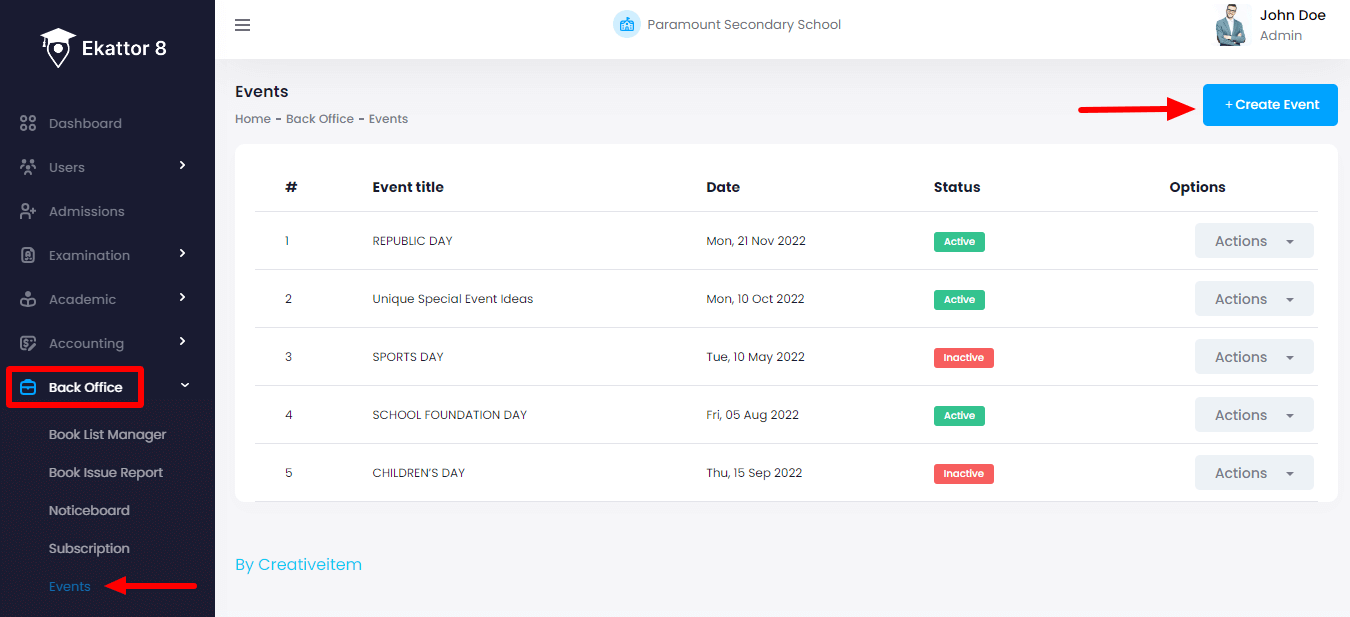 Ekattor 8
Paramount Secondary School
John Doe
Admin
Dashboard
Users
Admissions
Examination
Academic
Accounting
Back Office
Book List Manager
Book Issue Report
Noticeboard
Subscription
Events
Events
Home - Back Office - Events
+ Create Event
# Event title Date Status Options
1 REPUBLIC DAY Mon, 21 Nov 2022 Active Actions
2 Unique Special Event Ideas Mon, 10 Oct 2022 Active Actions
3 SPORTS DAY Tue, 10 May 2022 Inactive Actions
4 SCHOOL FOUNDATION DAY Fri, 05 Aug 2022 Active Actions
5 CHILDREN'S DAY Thu, 15 Sep 2022 Inactive Actions
By Creativeitem